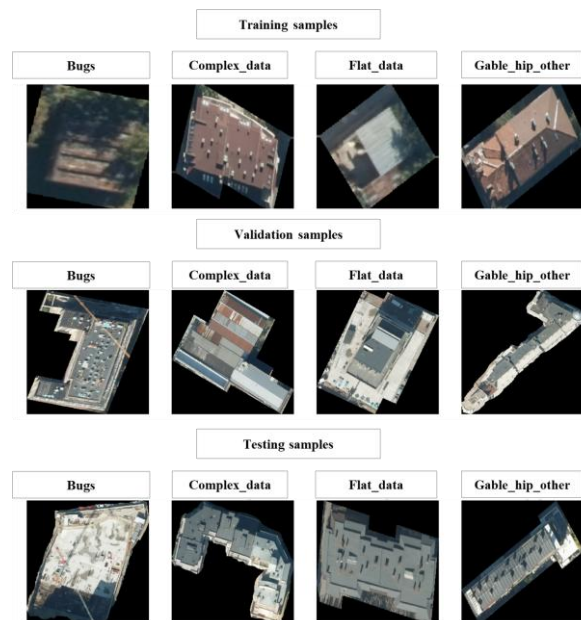 Training samples
Bugs
Complex_data
Flat_data
Gable_hip_other
Validation samples
Bugs
Complex_data
Flat_data
Gable_hip_other
Testing samples
Bugs
Complex_data
Flat_data
Gable_hip_other